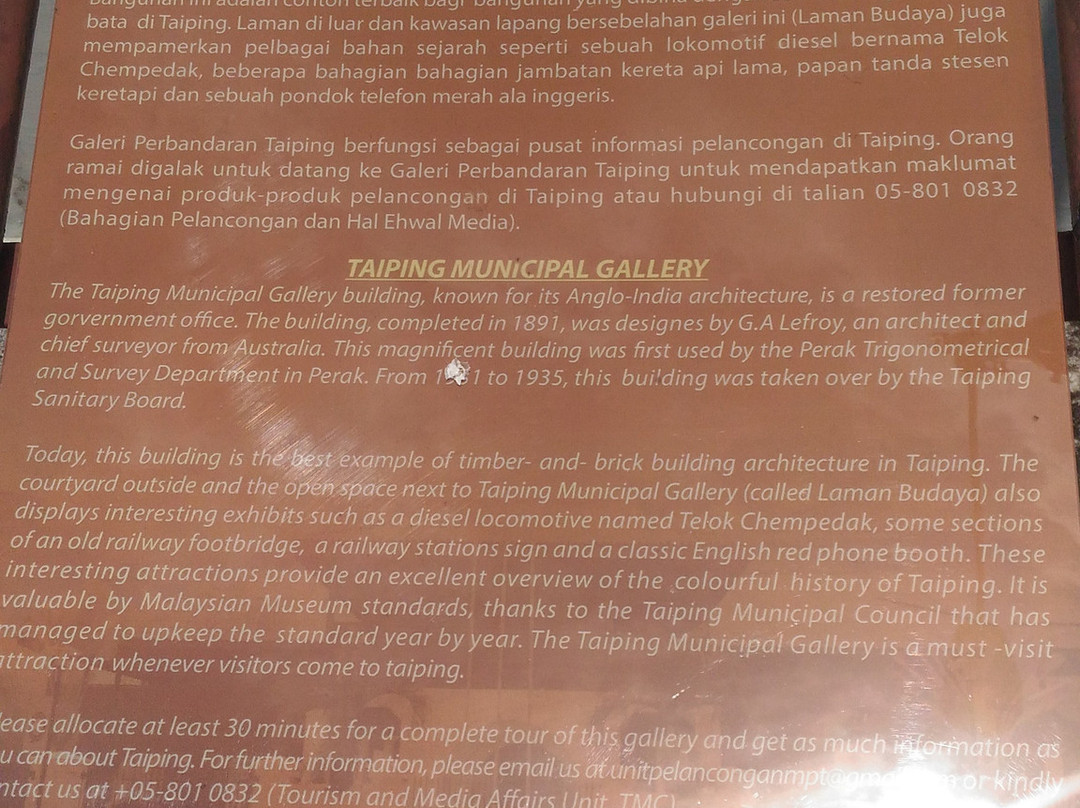 Bangunan ini adalah contoh terbaik bagi bangunan yang dibina
bata di Taiping. Laman di luar dan kawasan lapang bersebelahan galeri ini (Laman Budaya) juga
mempamerkan pelbagai bahan sejarah seperti sebuah lokomotif diesel bernama Telok
Chempedak, beberapa bahagian bahagian jambatan kereta api lama, papan tanda stesen
keretapi dan sebuah pondok telefon merah ala inggeris.
Galeri Perbandaran Taiping berfungsi sebagai pusat informasi pelancongan di Taiping. Orang
ramai digalak untuk datang ke Galeri Perbandaran Taiping untuk mendapatkan maklumat
mengenai produk-produk pelancongan di Taiping atau hubungi di talian 05-801 0832
(Bahagian Pelancongan dan Hal Ehwal Media).
TAIPING MUNICIPAL GALLERY
The Taiping Municipal Gallery building, known for its Anglo-India architecture, is a restored former
gorvernment office. The building, completed in 1891, was designes by G.A Lefroy, an architect and
chief surveyor from Australia. This magnificent building was first used by the Perak Trigonometrical
and Survey Department in Perak. From to 1935, this building was taken over by the Taiping
Sanitary Board.
Today, this building is the best example of timber- and- brick building architecture in Taiping. The
courtyard outside and the open space next to Taiping Municipal Gallery (called Laman Budaya) also
displays interesting exhibits such as a diesel locomotive named Telok Chempedak, some sections
of an old railway footbridge, a railway stations sign and a classic English red phone booth. These
interesting attractions provide an excellent overview of the colourful history of Taiping. It is
valuable by Malaysian Museum standards, thanks to the Taiping Municipal Council that has
managed to upkeep the standard year by year. The Taiping Municipal Gallery is a must -visit
attraction whenever visitors come to taiping.
lease allocate at least 30 minutes for a complete tour of this gallery and get as much information as
u can about Taiping. For further information, please email us at or kindly
ntact us at +05-801 0832 (Tourism and Media Affairs Unit, TMC)